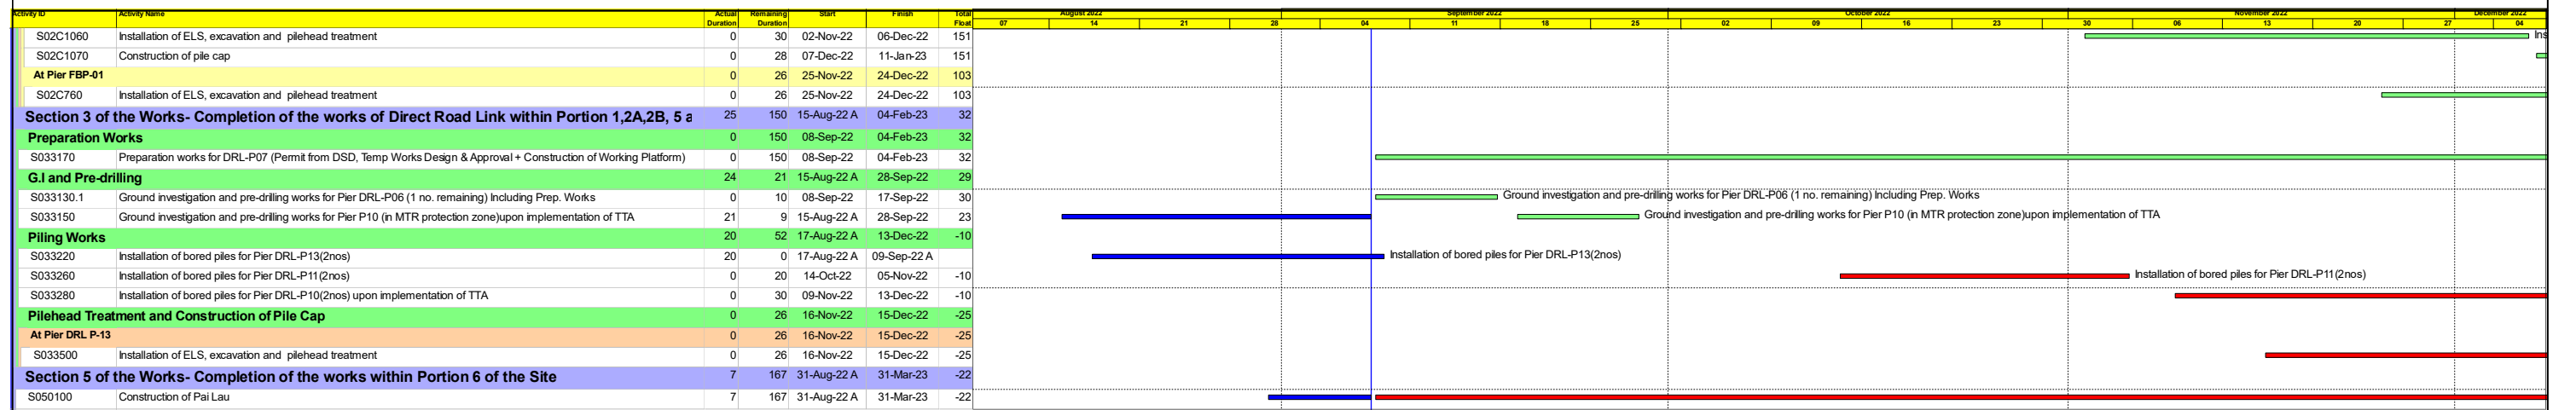 Activity ID Activity Name Actual Duration Remaining Duration Start Finish Total Float August 2022 September 2022 October 2022 November 2022 December 2022
07 14 21 28 04 11 18 25 02 09 16 23 30 06 13 20 27 04
S02C1060 Installation of ELS, excavation and pilehead treatment 0 30 02-Nov-22 06-Dec-22 151 Ins
S02C1070 Construction of pile cap 0 28 07-Dec-22 11-Jan-23 151
At Pier FBP-01 0 26 25-Nov-22 24-Dec-22 103
S02C760 Installation of ELS, excavation and pilehead treatment 0 26 25-Nov-22 24-Dec-22 103
Section 3 of the Works- Completion of the works of Direct Road Link within Portion 1,2A,2B, 5 a 25 150 15-Aug-22 A 04-Feb-23 32
Preparation Works 0 150 08-Sep-22 04-Feb-23 32
S033170 Preparation works for DRL-P07 (Permit from DSD, Temp Works Design & Approval + Construction of Working Platform) 0 150 08-Sep-22 04-Feb-23 32
G.I and Pre-drilling 24 21 15-Aug-22 A 28-Sep-22 29
S033130.1 Ground investigation and pre-drilling works for Pier DRL-P06 (1 no. remaining) Including Prep. Works 0 10 08-Sep-22 17-Sep-22 30 Ground investigation and pre-drilling works for Pier DRL-P06 (1 no. remaining) Including Prep. Works
S033150 Ground investigation and pre-drilling works for Pier P10 (in MTR protection zone)upon implementation of TTA 21 9 15-Aug-22 A 28-Sep-22 23 Ground investigation and pre-drilling works for Pier P10 (in MTR protection zone)upon implementation of TTA
Piling Works 20 52 17-Aug-22 A 13-Dec-22 -10
S033220 Installation of bored piles for Pier DRL-P13(2nos) 20 0 17-Aug-22 A 09-Sep-22 A Installation of bored piles for Pier DRL-P13(2nos)
S033260 Installation of bored piles for Pier DRL-P11(2nos) 0 20 14-Oct-22 05-Nov-22 -10 Installation of bored piles for Pier DRL-P11(2nos)
S033280 Installation of bored piles for Pier DRL-P10(2nos) upon implementation of TTA 0 30 09-Nov-22 13-Dec-22 -10
Pilehead Treatment and Construction of Pile Cap 0 26 16-Nov-22 15-Dec-22 -25
At Pier DRL P-13 0 26 16-Nov-22 15-Dec-22 -25
S033500 Installation of ELS, excavation and pilehead treatment 0 26 16-Nov-22 15-Dec-22 -25
Section 5 of the Works- Completion of the works within Portion 6 of the Site 7 167 31-Aug-22 A 31-Mar-23 -22
S050100 Construction of Pai Lau 7 167 31-Aug-22 A 31-Mar-23 -22